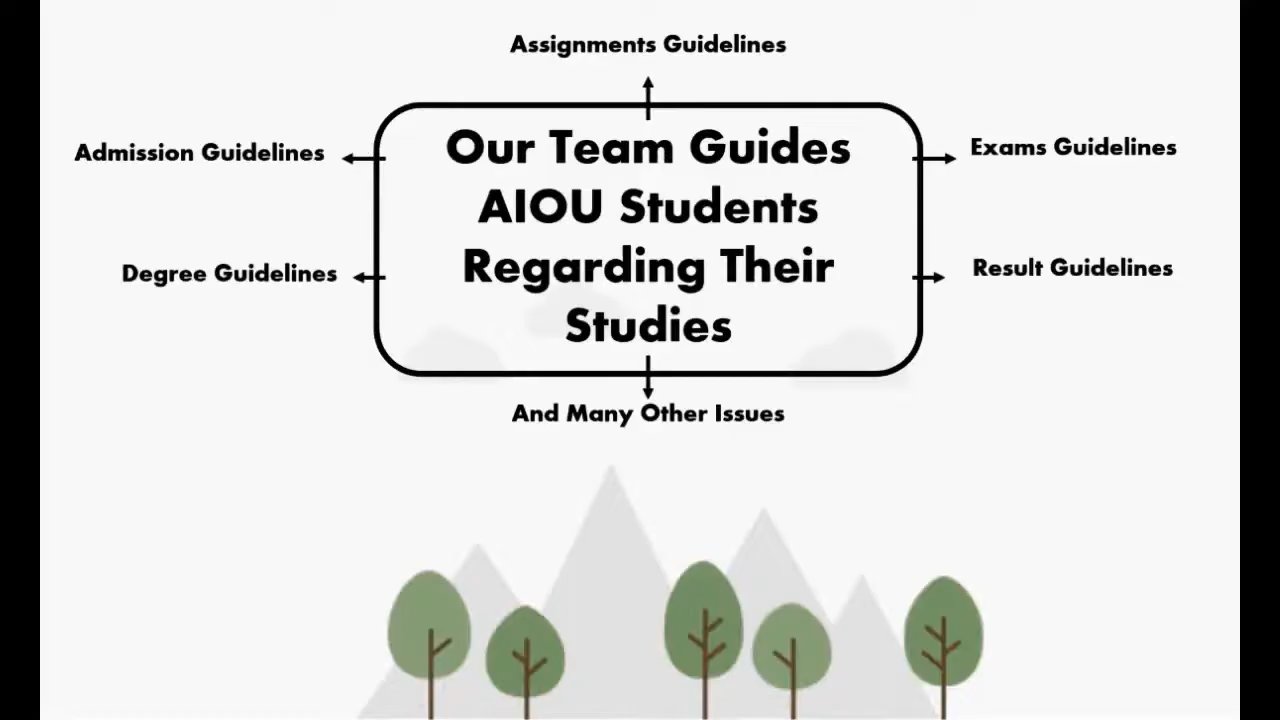 Assignments Guidelines
Our Team Guides
AIOU Students
Regarding Their
Studies
Admission Guidelines
Exams Guidelines
Degree Guidelines
Result Guidelines
And Many Other Issues